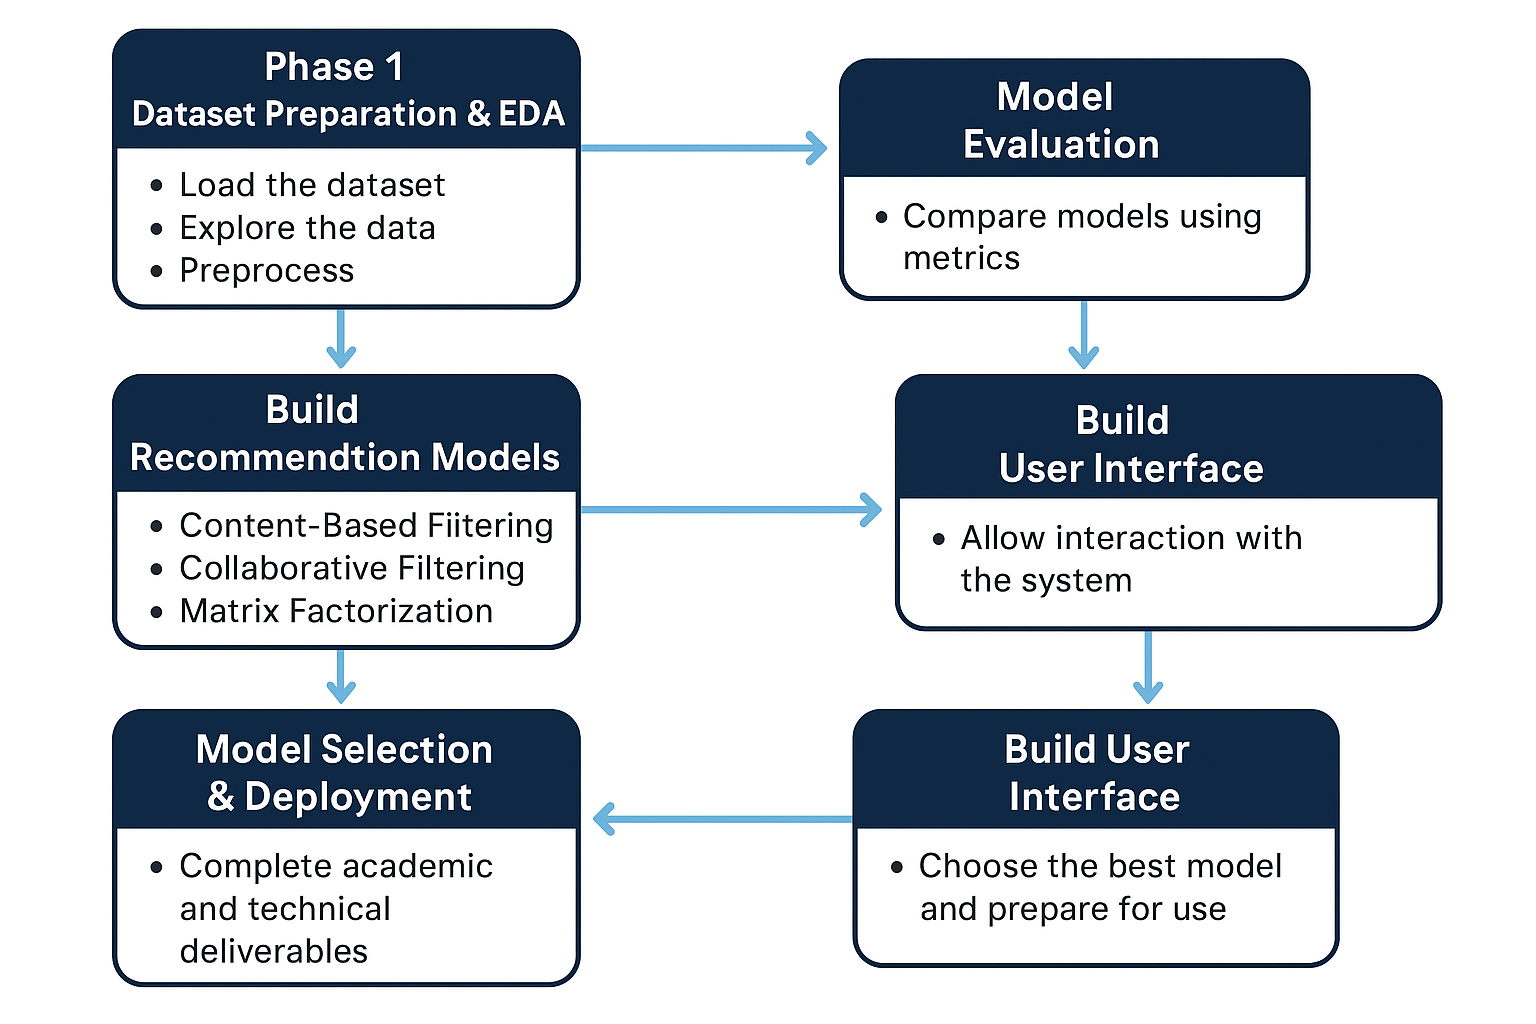 Phase 1
Dataset Preparation & EDA
• Load the dataset
• Explore the data
• Preprocess
Model
Evaluation
• Compare models using
metrics
Build
Recommendtion Models
• Content-Based Fiitering
• Collaborative Filtering
• Matrix Factorization
Build
User Interface
• Allow interaction with
the system
Model Selection
& Deployment
• Complete academic
and technical
deliverables
Build User
Interface
• Choose the best model
and prepare for use